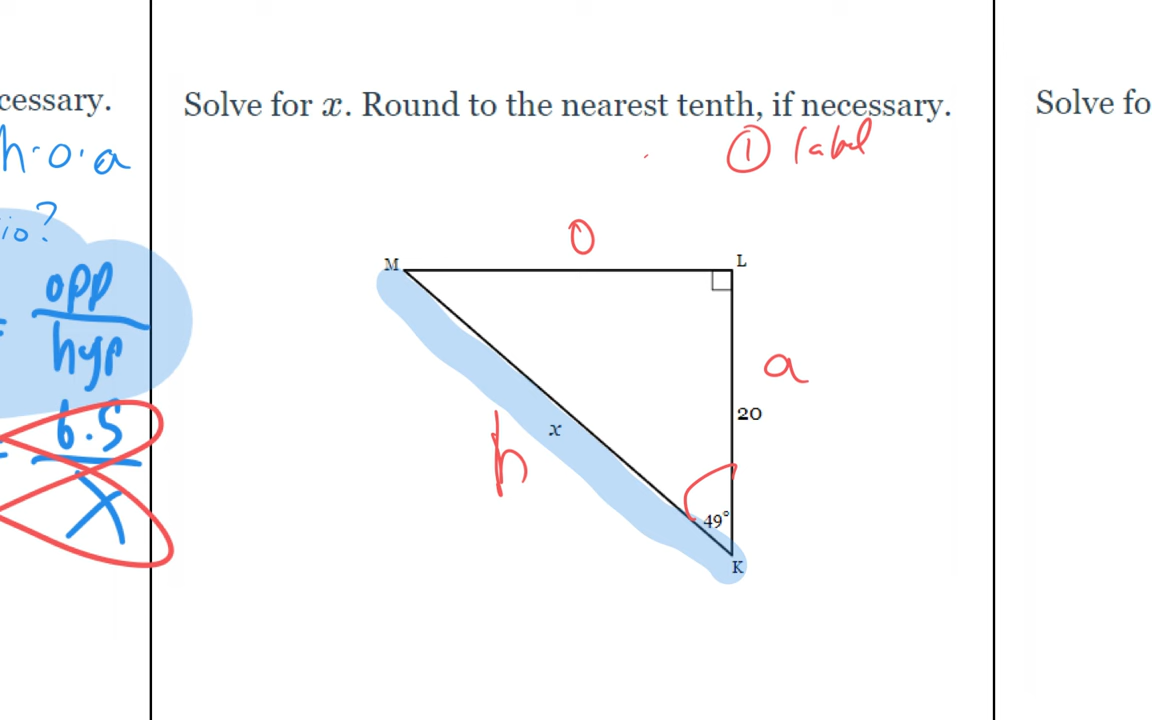 cessary.
h·o·a
io?
= opp
hyp
= 6.5
x
Solve for x. Round to the nearest tenth, if necessary.
① label
o
M
L
a
20
h
x
49°
K
Solve fo